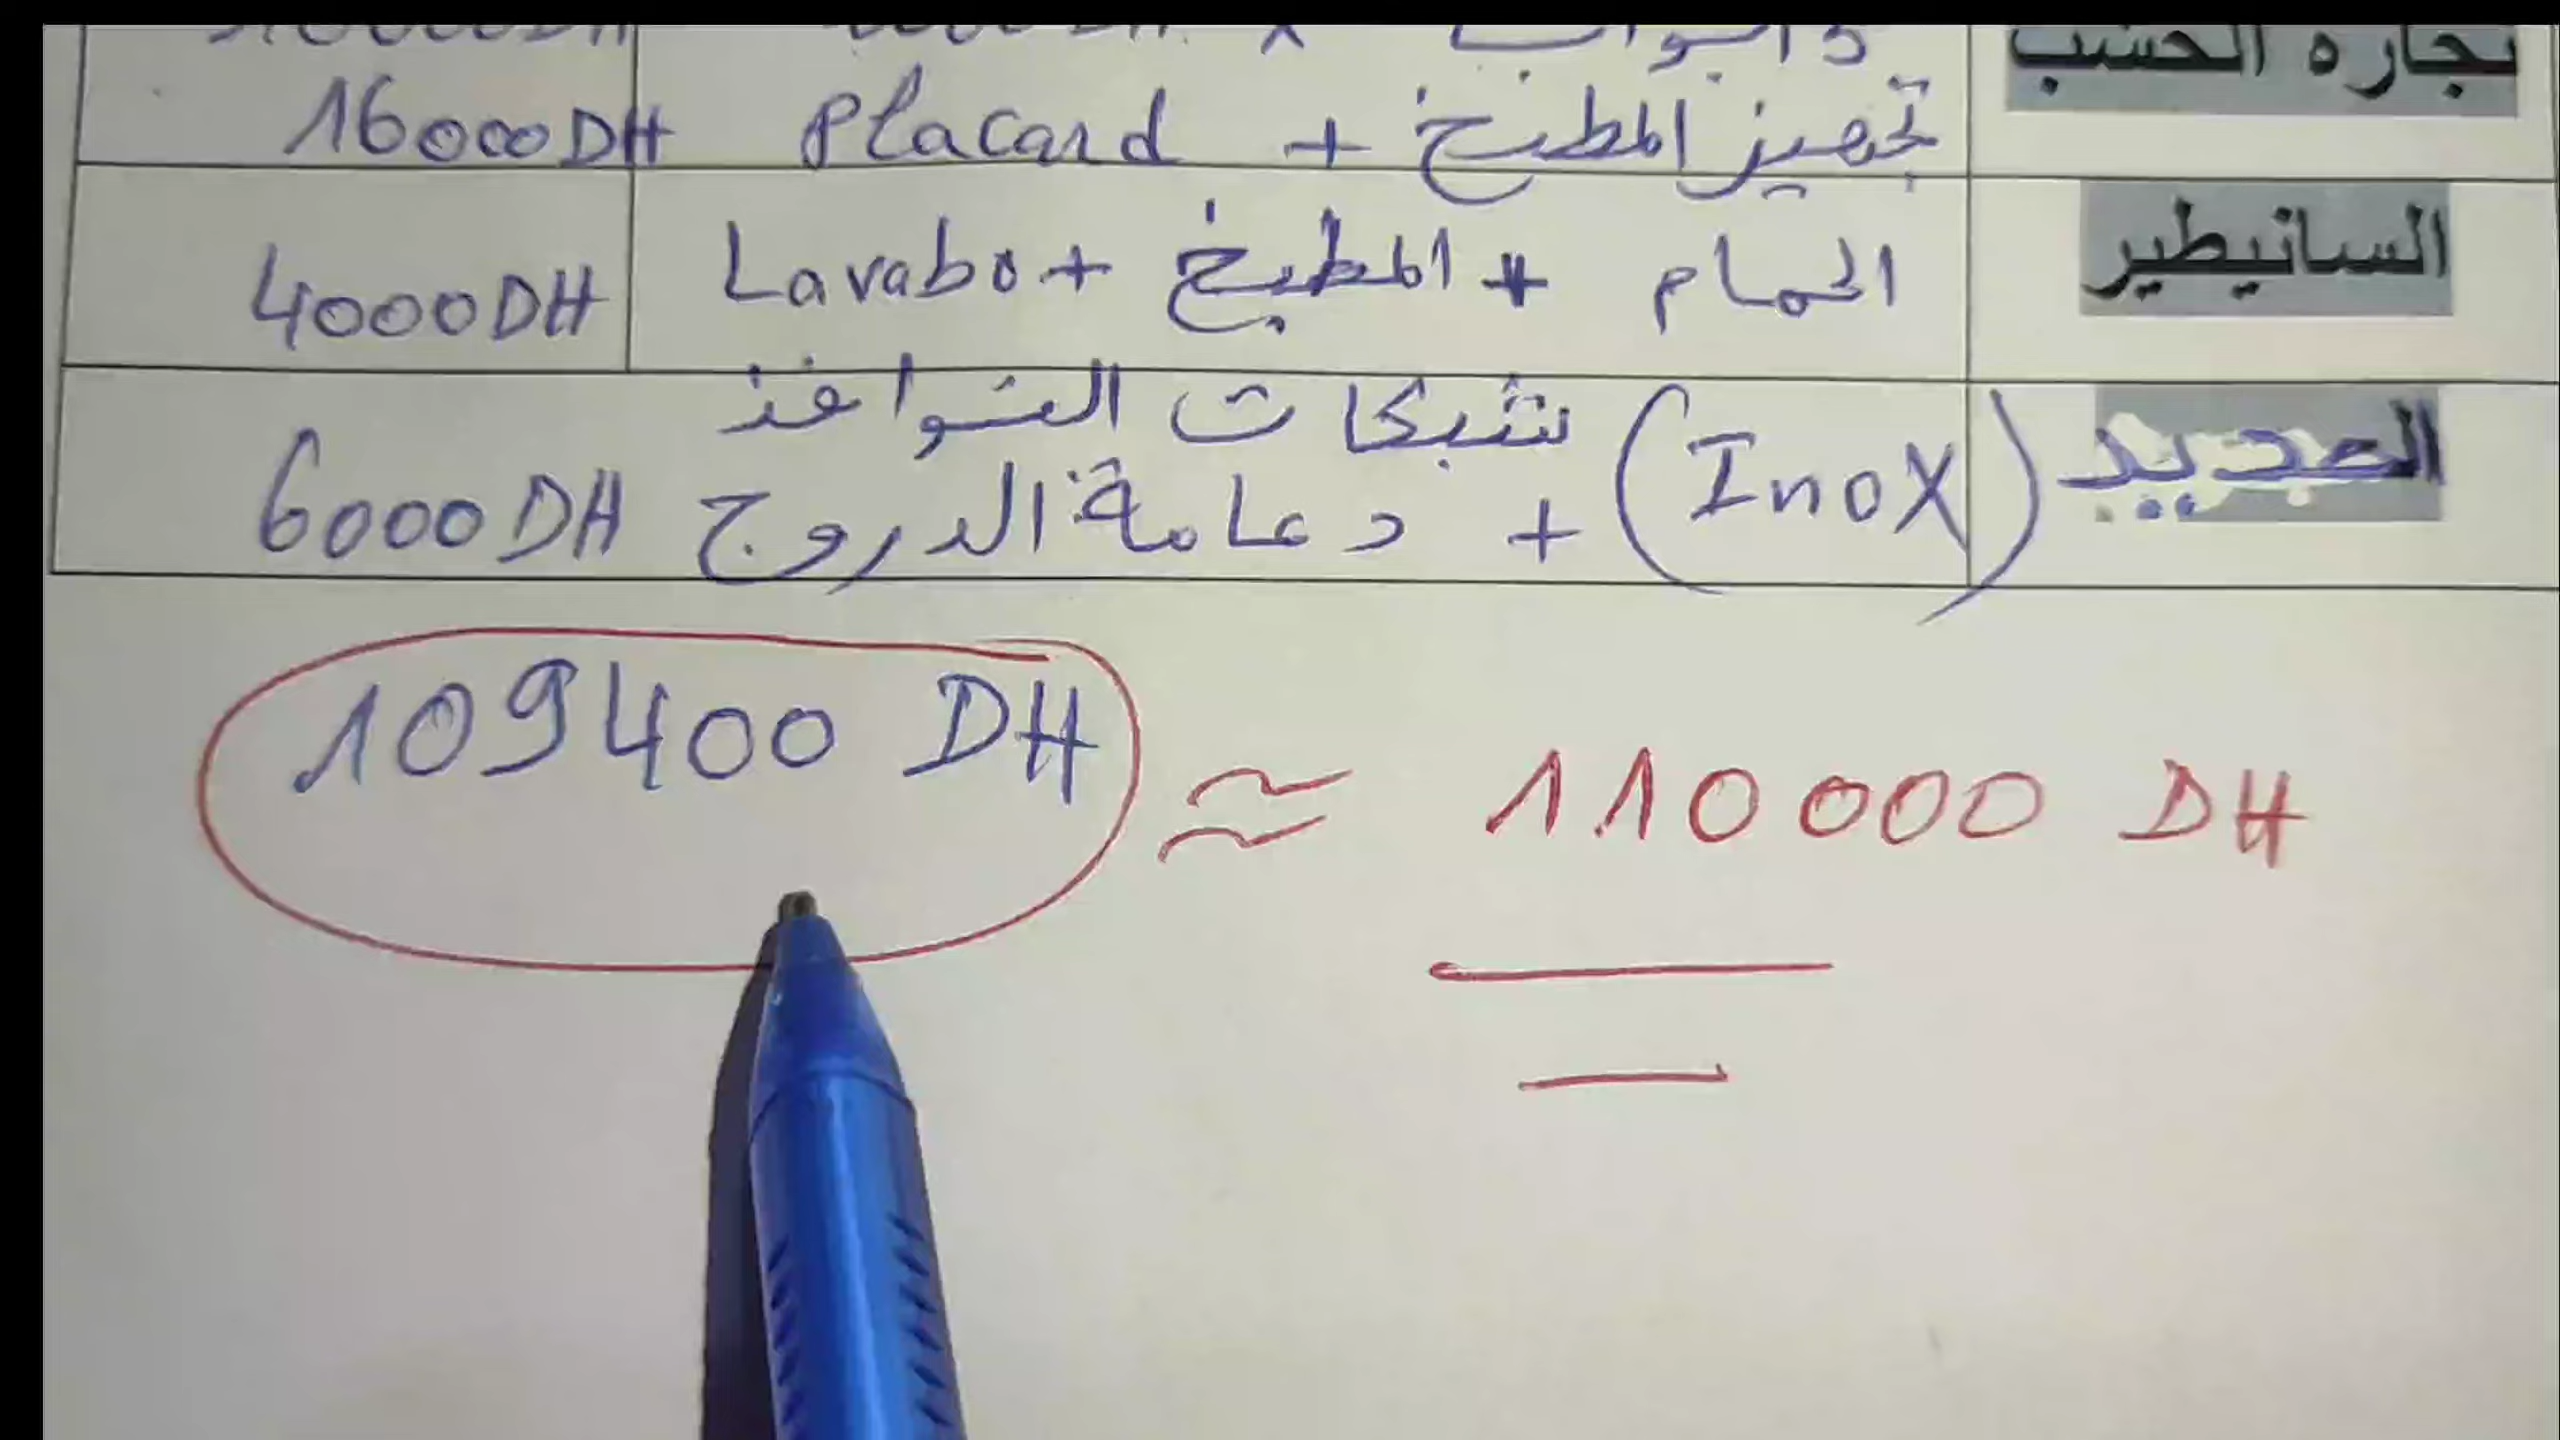 نجارة الخشب
تجهيز المطبخ + Placard 16000DH
السانيطير الحمام + المطبخ + Lavabo 4000DH
الحديد (Inox) شبكات النوافذ
+ دعامة الدروج 6000DH
109400 DH ≈ 110000 DH